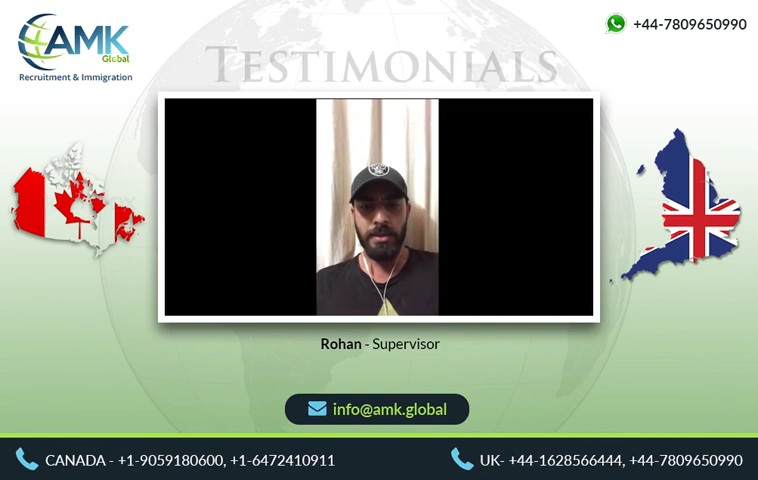 AMK
Global
Recruitment & Immigration
+44-7809650990
TESTIMONIALS
Rohan - Supervisor
info@amk.global
CANADA - +1-9059180600, +1-6472410911
UK- +44-1628566444, +44-7809650990